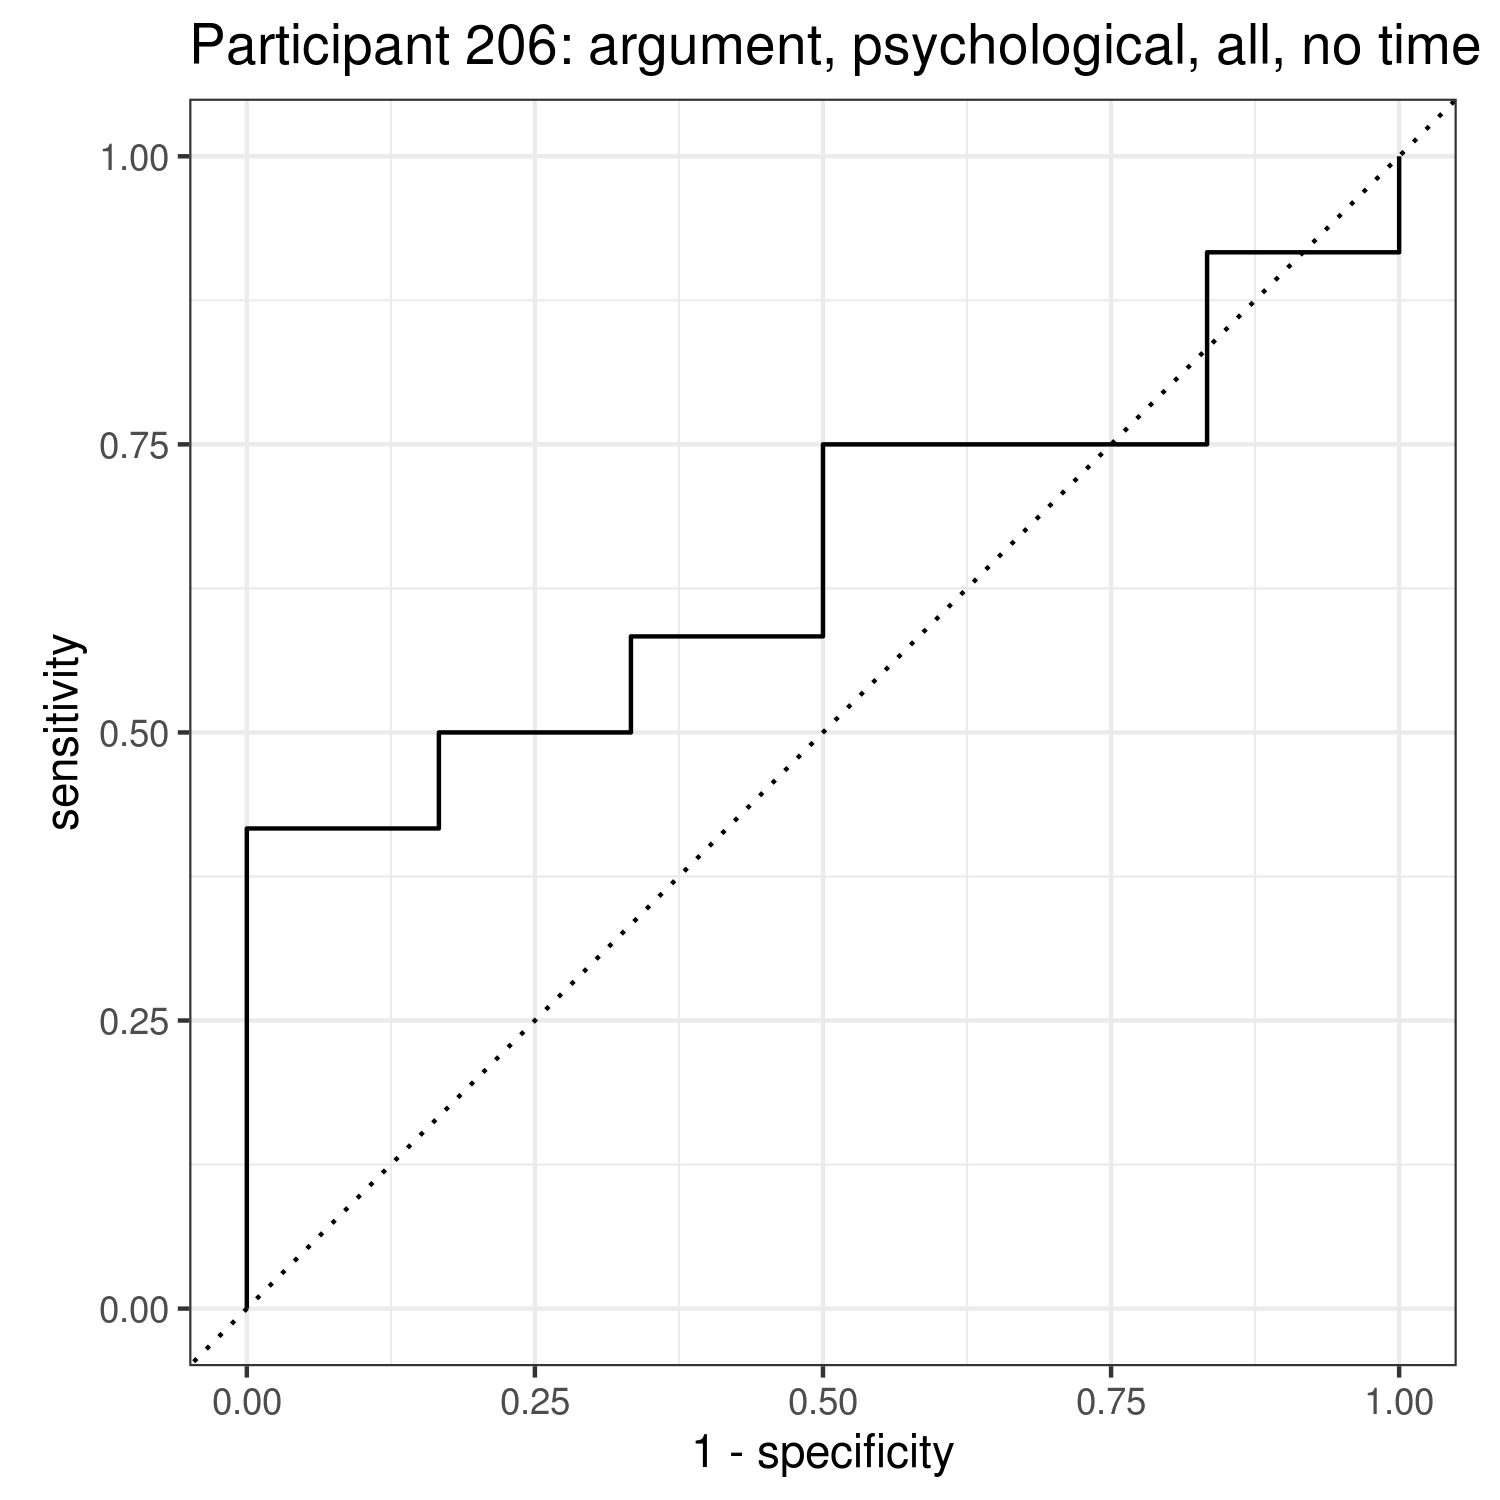 Participant 206: argument, psychological, all, no time
1.00
0.75
0.50
0.25
0.00
sensitivity
0.00 0.25 0.50 0.75 1.00
1 - specificity